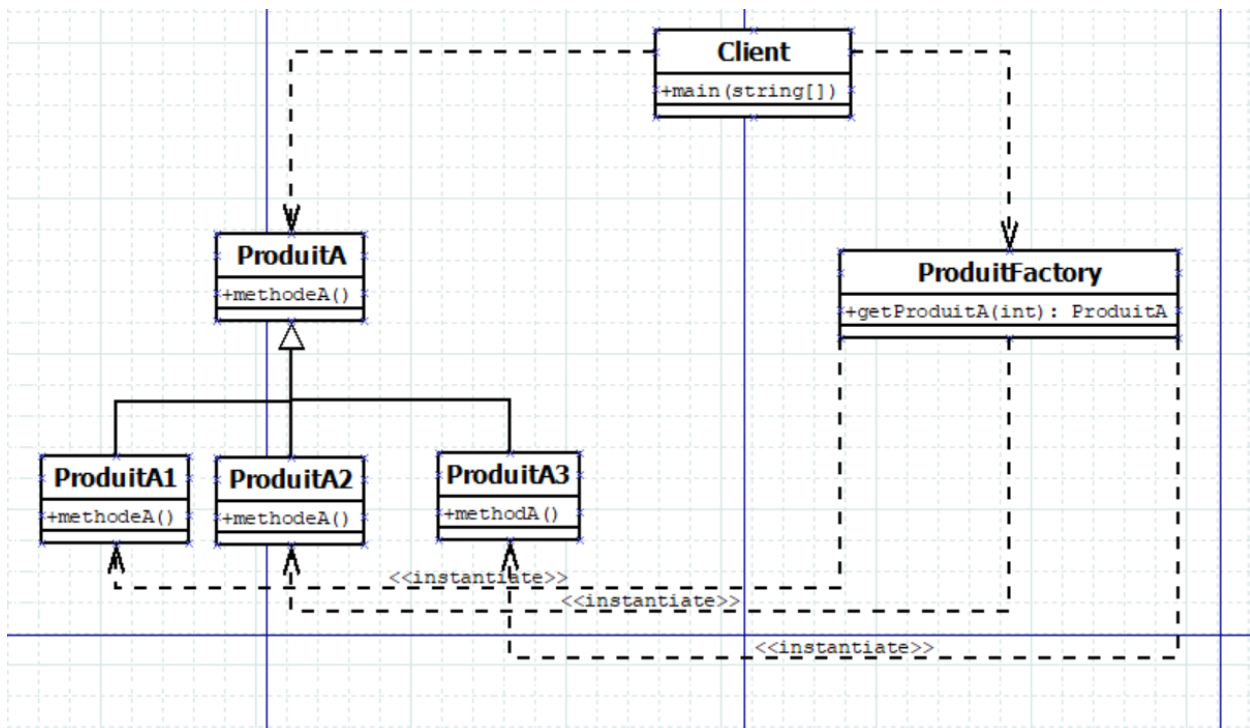 Client
+main(string[])
ProduitA
+methodeA()
ProduitFactory
+getProduitA(int): ProduitA
ProduitA1
+methodeA()
ProduitA2
+methodeA()
ProduitA3
+methodA()
<<instantiate>>
<<instantiate>>
<<instantiate>>